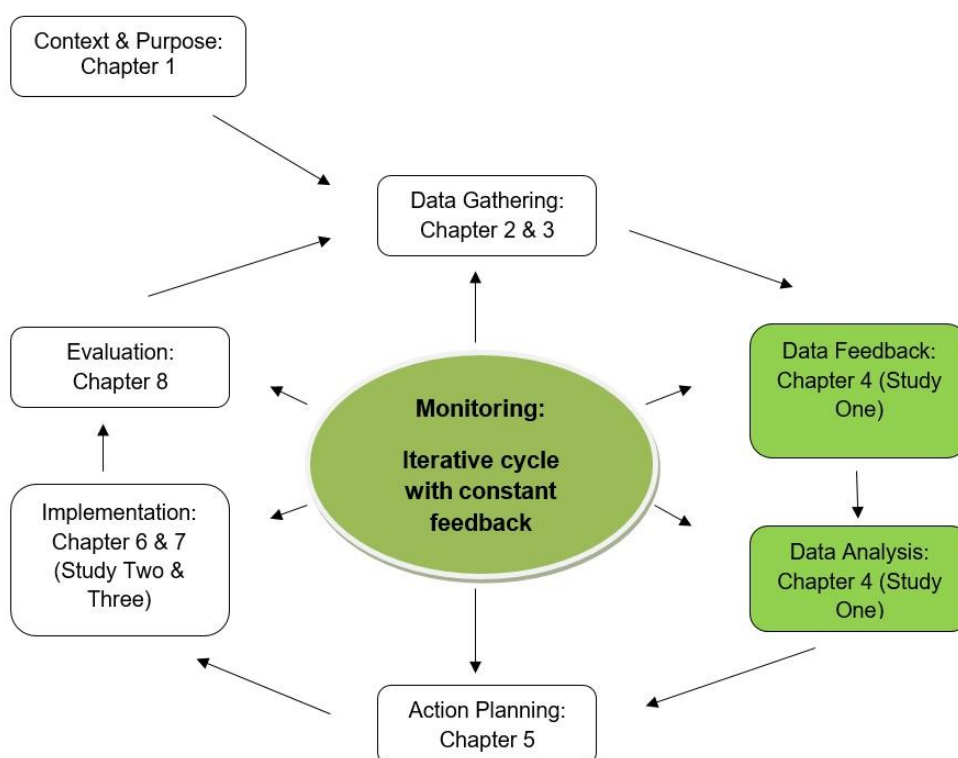 Context & Purpose:
Chapter 1
Data Gathering:
Chapter 2 & 3
Evaluation:
Chapter 8
Monitoring:
Iterative cycle
with constant
feedback
Data Feedback:
Chapter 4 (Study
One)
Implementation:
Chapter 6 & 7
(Study Two &
Three)
Data Analysis:
Chapter 4 (Study
One)
Action Planning:
Chapter 5